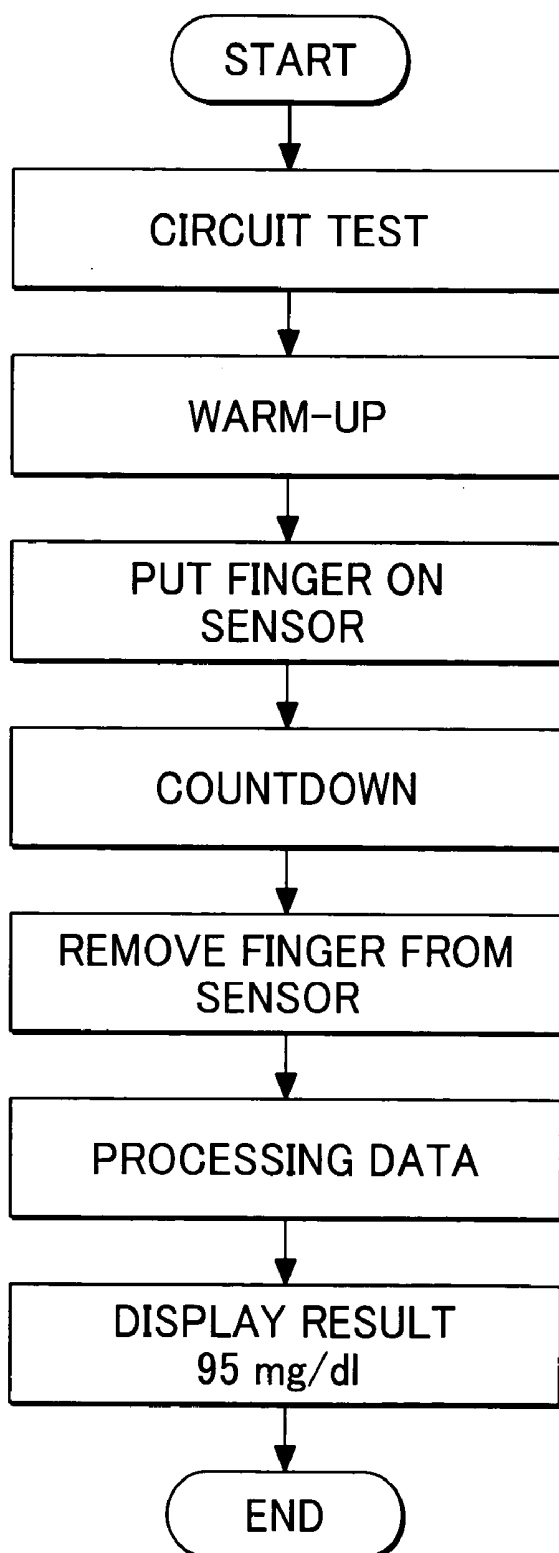 START
CIRCUIT TEST
WARM-UP
PUT FINGER ON
SENSOR
COUNTDOWN
REMOVE FINGER FROM
SENSOR
PROCESSING DATA
DISPLAY RESULT
95 mg/dl
END